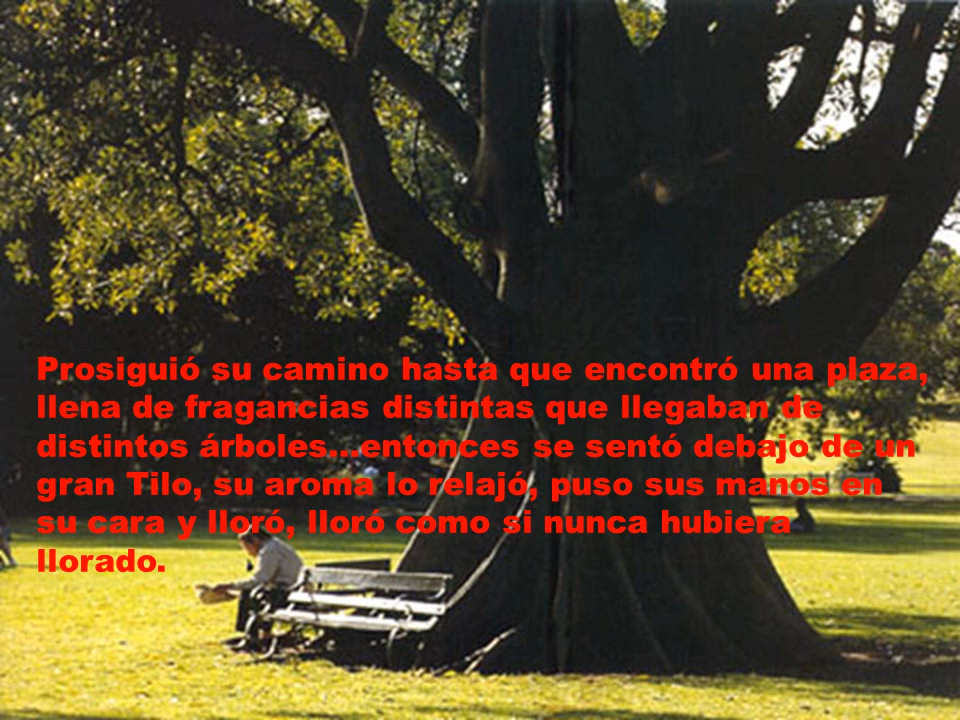 Prosiguió su camino hasta que encontró una plaza,
llena de fragancias distintas que llegaban de
distintos árboles...entonces se sentó debajo de un
gran Tilo, su aroma lo relajó, puso sus manos en
su cara y lloró, lloró como si nunca hubiera
llorado.